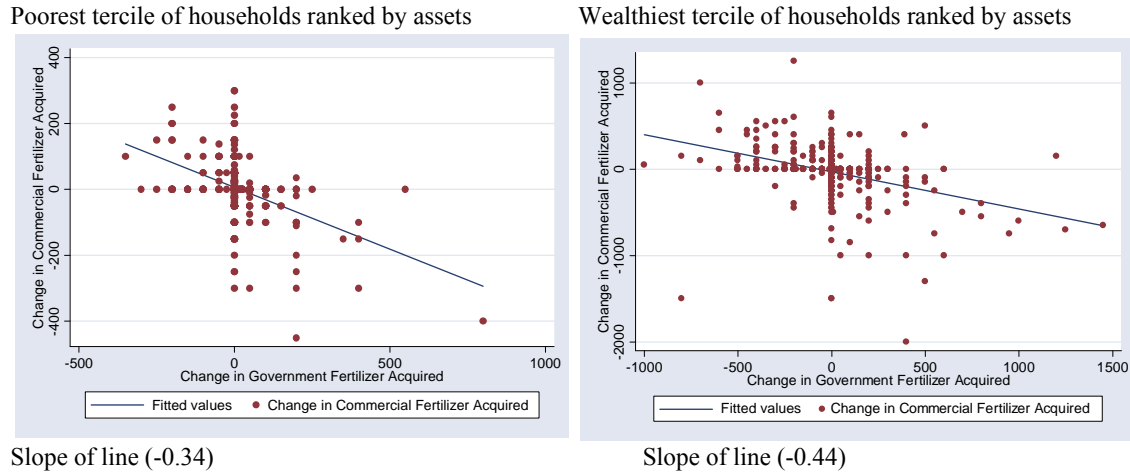 Poorest tercile of households ranked by assets
Change in Commercial Fertilizer Acquired
400
200
0
-200
-400
-500
0
500
1000
Change in Government Fertilizer Acquired
Fitted values
Change in Commercial Fertilizer Acquired
Slope of line (-0.34)
Wealthiest tercile of households ranked by assets
Change in Commercial Fertilizer Acquired
1000
0
-1000
-2000
-1000
-500
0
500
1000
1500
Change in Government Fertilizer Acquired
Fitted values
Change in Commercial Fertilizer Acquired
Slope of line (-0.44)